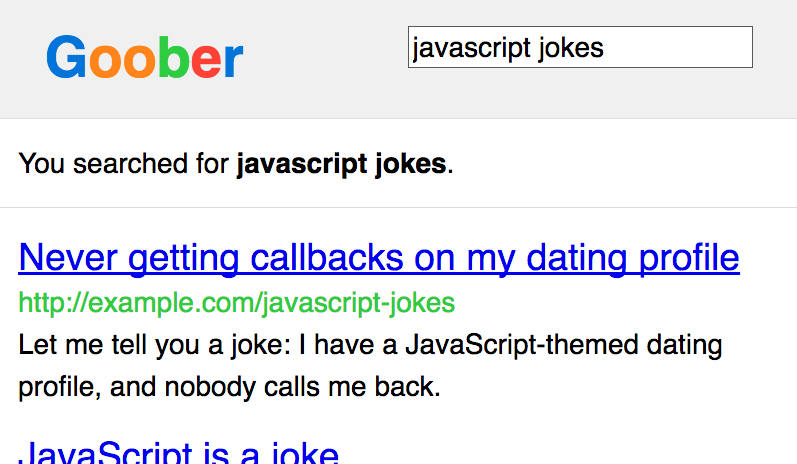 Goober
javascript jokes
You searched for javascript jokes.
Never getting callbacks on my dating profile
http://example.com/javascript-jokes
Let me tell you a joke: I have a JavaScript-themed dating
profile, and nobody calls me back.
JavaScript is a joke